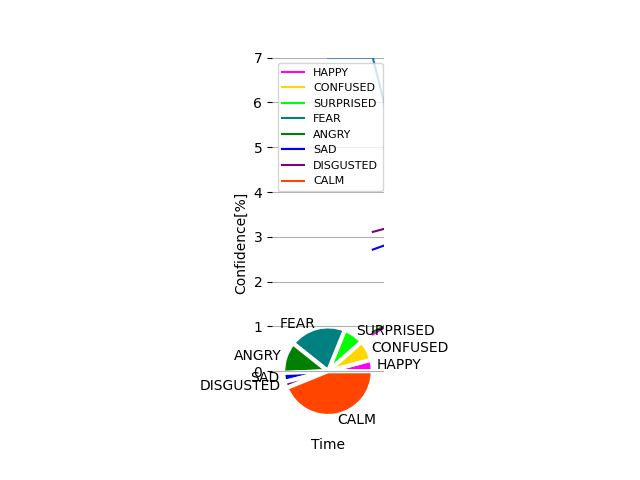 7
6
5
4
3
2
1
0
Confidence[%]
HAPPY
CONFUSED
SURPRISED
FEAR
ANGRY
SAD
DISGUSTED
CALM
FEAR
SURPRISED
CONFUSED
HAPPY
ANGRY
SAD
DISGUSTED
CALM
Time